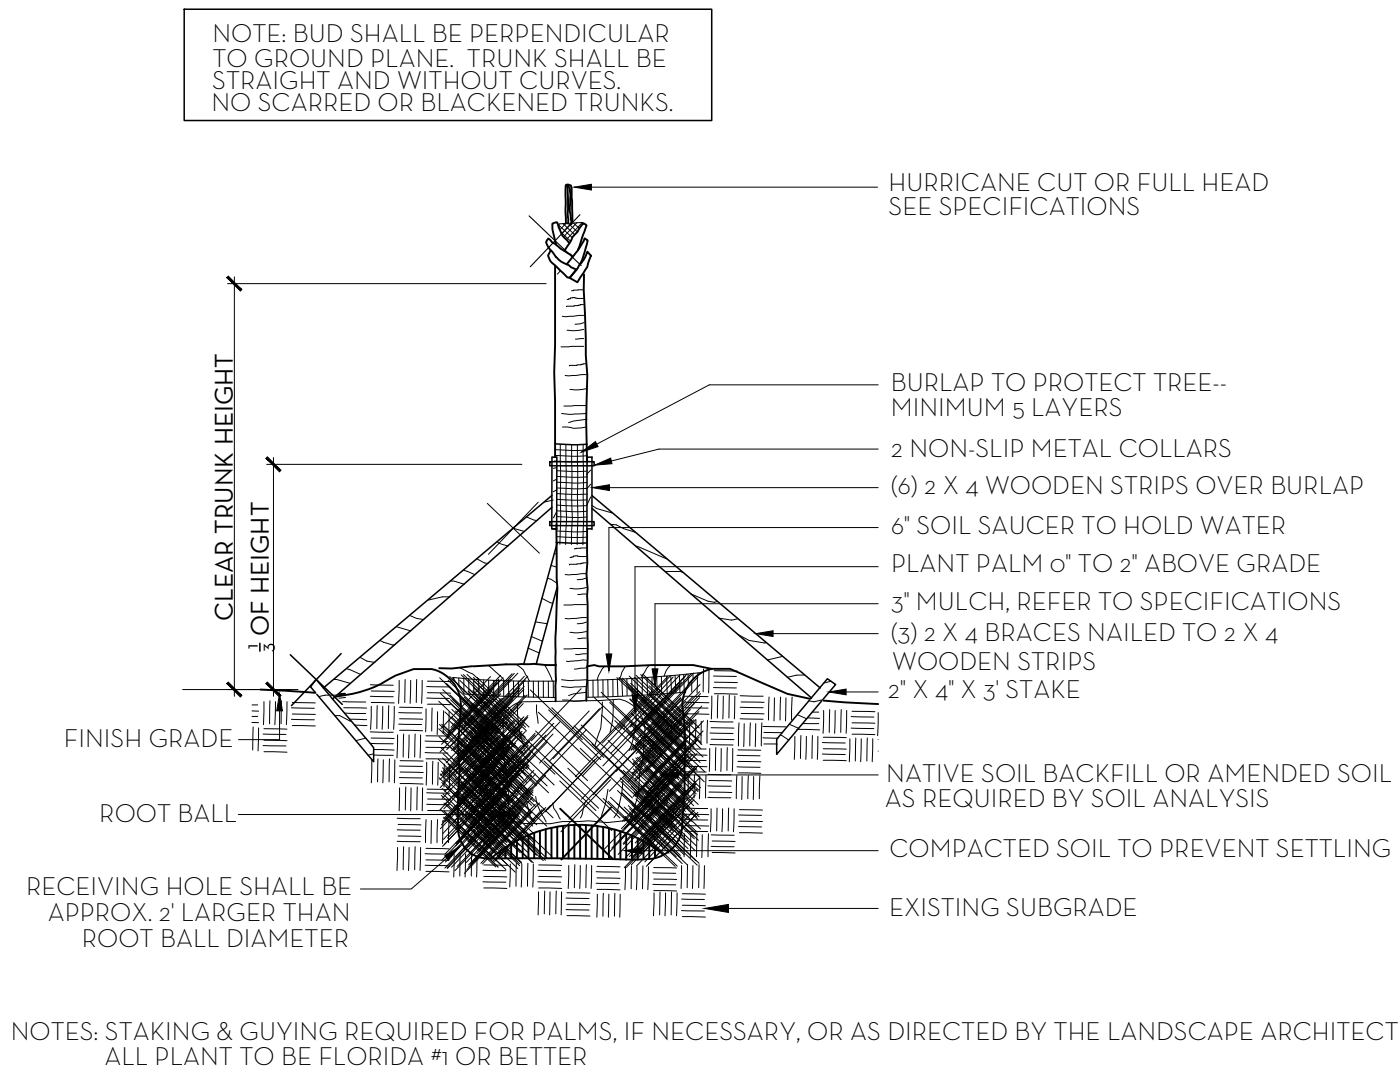 NOTE: BUD SHALL BE PERPENDICULAR
TO GROUND PLANE. TRUNK SHALL BE
STRAIGHT AND WITHOUT CURVES.
NO SCARRED OR BLACKENED TRUNKS.
HURRICANE CUT OR FULL HEAD
SEE SPECIFICATIONS
CLEAR TRUNK HEIGHT
1/3 OF HEIGHT
BURLAP TO PROTECT TREE--
MINIMUM 5 LAYERS
2 NON-SLIP METAL COLLARS
(6) 2 X 4 WOODEN STRIPS OVER BURLAP
6" SOIL SAUCER TO HOLD WATER
PLANT PALM 0" TO 2" ABOVE GRADE
3" MULCH, REFER TO SPECIFICATIONS
(3) 2 X 4 BRACES NAILED TO 2 X 4
WOODEN STRIPS
2" X 4" X 3' STAKE
FINISH GRADE
ROOT BALL
RECEIVING HOLE SHALL BE
APPROX. 2' LARGER THAN
ROOT BALL DIAMETER
NATIVE SOIL BACKFILL OR AMENDED SOIL
AS REQUIRED BY SOIL ANALYSIS
COMPACTED SOIL TO PREVENT SETTLING
EXISTING SUBGRADE
NOTES: STAKING & GUYING REQUIRED FOR PALMS, IF NECESSARY, OR AS DIRECTED BY THE LANDSCAPE ARCHITECT
ALL PLANT TO BE FLORIDA #1 OR BETTER